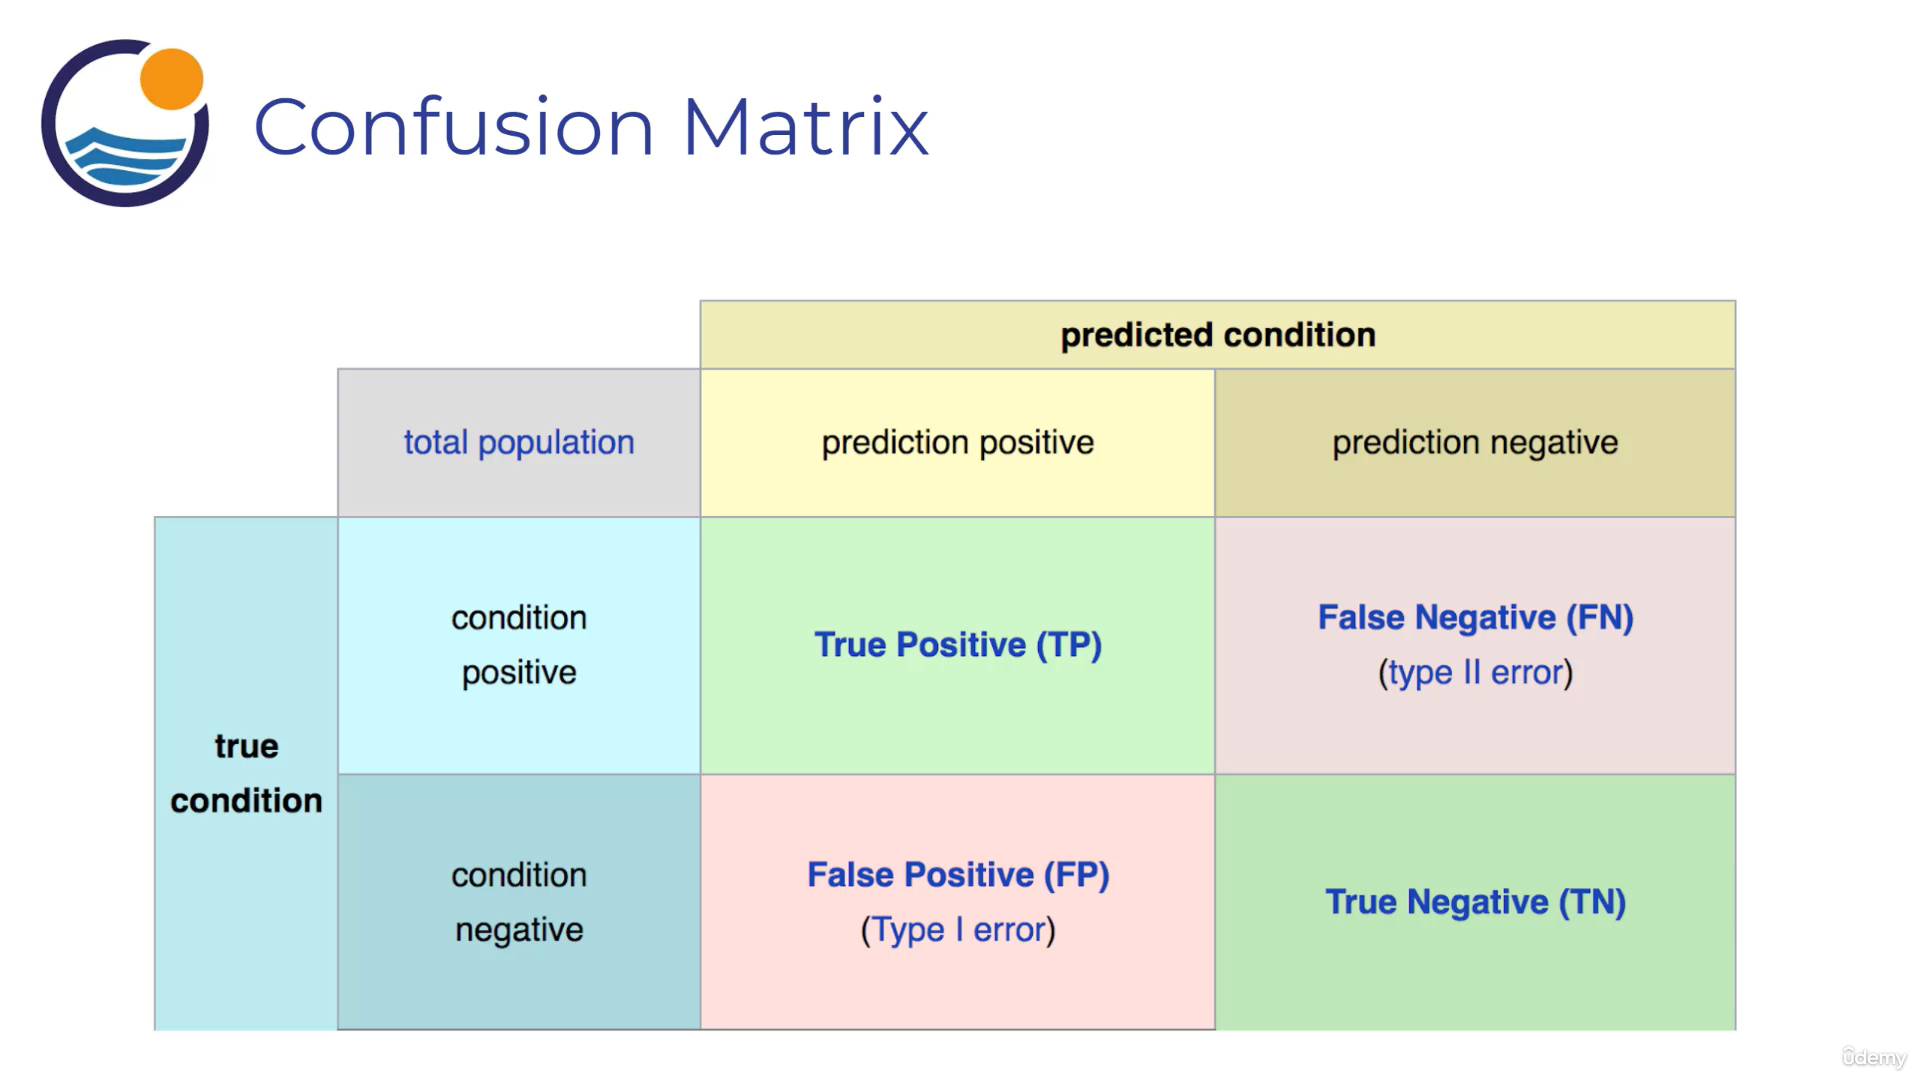 Confusion Matrix
predicted condition
total population
prediction positive
prediction negative
true
condition
condition
positive
True Positive (TP)
False Negative (FN)
(type II error)
condition
negative
False Positive (FP)
(Type I error)
True Negative (TN)
ûdemy